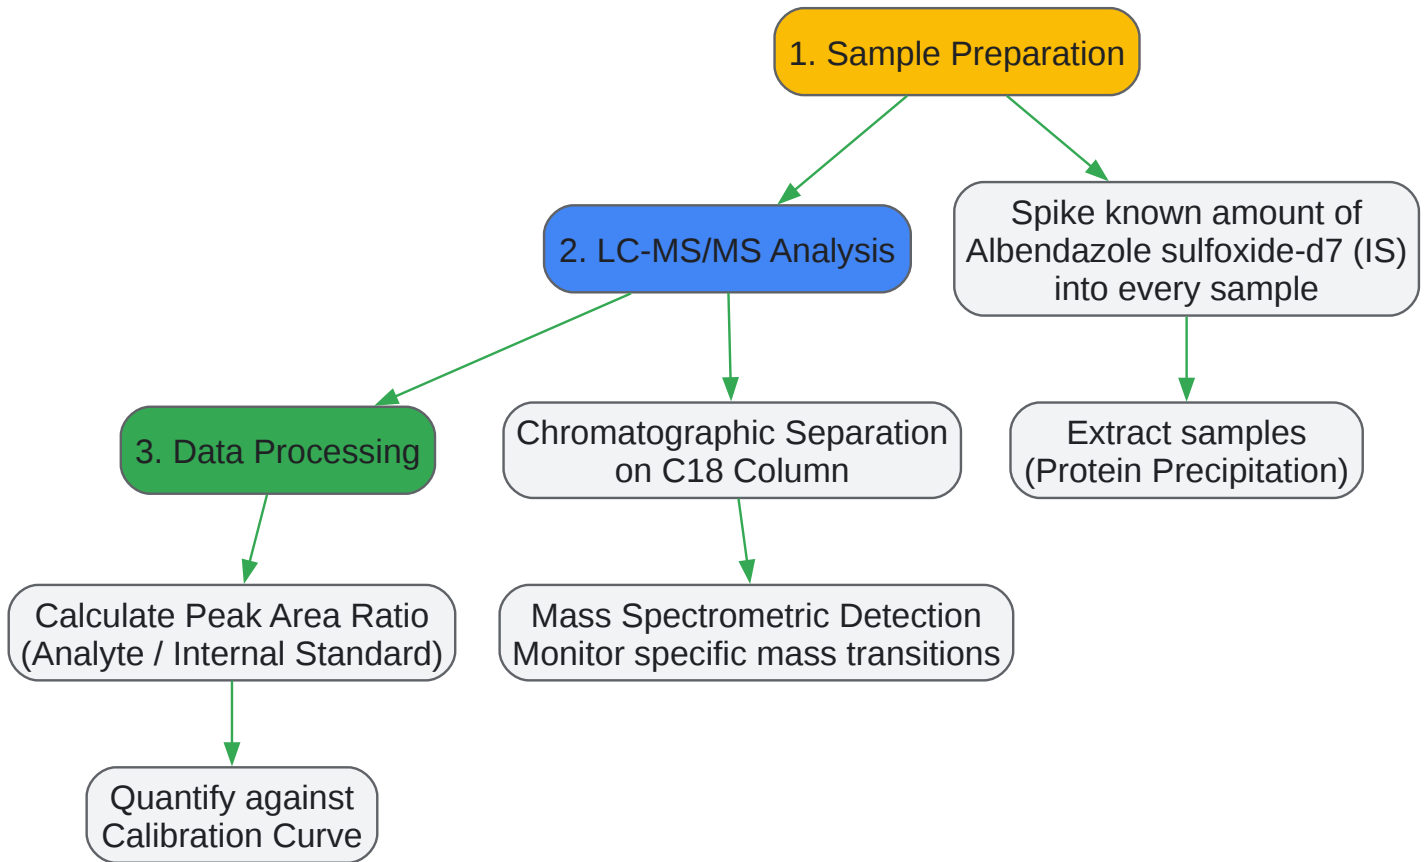 1. Sample Preparation
Spike known amount of
Albendazole sulfoxide-d7 (IS)
into every sample
2. LC-MS/MS Analysis
Chromatographic Separation
on C18 Column
Extract samples
(Protein Precipitation)
3. Data Processing
Calculate Peak Area Ratio
(Analyte / Internal Standard)
Mass Spectrometric Detection
Monitor specific mass transitions
Quantify against
Calibration Curve